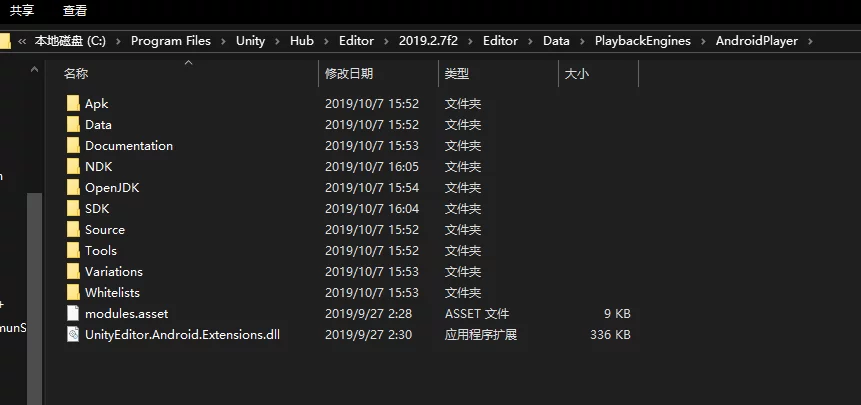 共享 查看
« 本地磁盘 (C:) › Program Files › Unity › Hub › Editor › 2019.2.7f2 › Editor › Data › PlaybackEngines › AndroidPlayer ›
名称 修改日期 类型 大小
Apk 2019/10/7 15:52 文件夹
Data 2019/10/7 15:52 文件夹
Documentation 2019/10/7 15:53 文件夹
NDK 2019/10/7 16:05 文件夹
OpenJDK 2019/10/7 15:54 文件夹
SDK 2019/10/7 16:04 文件夹
Source 2019/10/7 15:52 文件夹
Tools 2019/10/7 15:52 文件夹
Variations 2019/10/7 15:53 文件夹
Whitelists 2019/10/7 15:53 文件夹
modules.asset 2019/9/27 2:28 ASSET 文件 9 KB
UnityEditor.Android.Extensions.dll 2019/9/27 2:30 应用程序扩展 336 KB